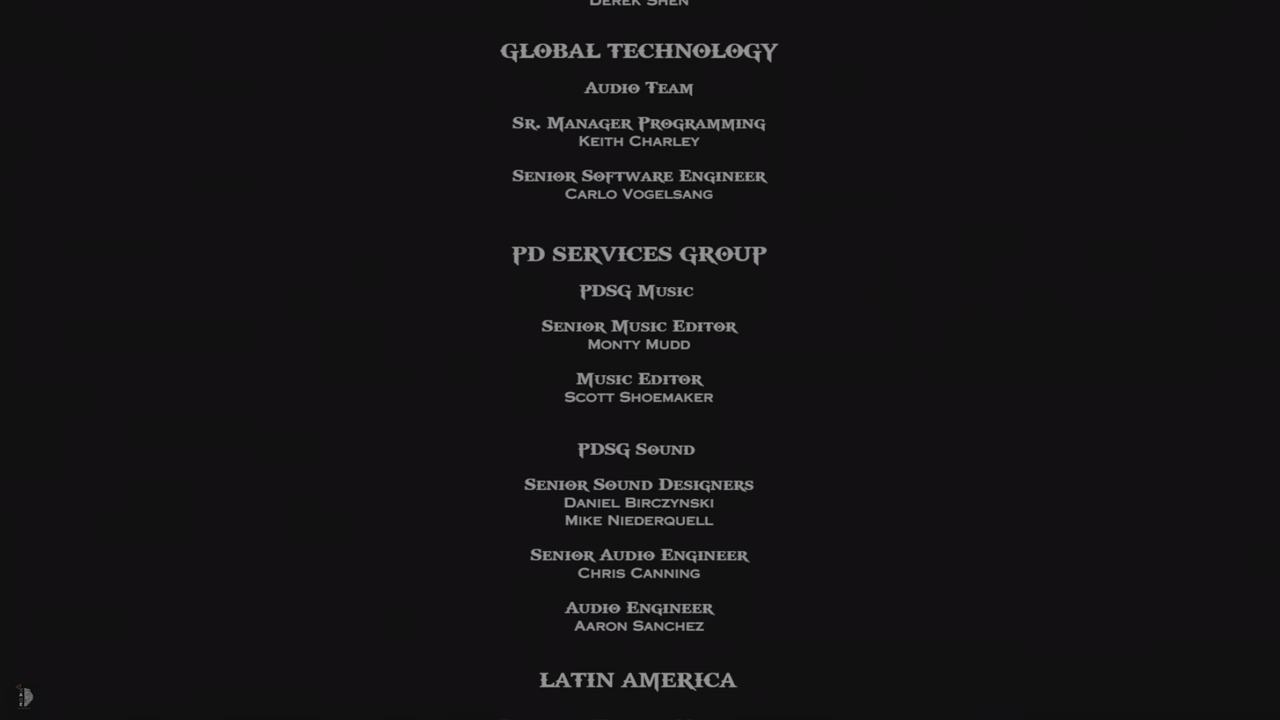 DEREK SHEN
GLOBAL TECHNOLOGY
AUDIO TEAM
SR. MANAGER PROGRAMMING
KEITH CHARLEY
SENIOR SOFTWARE ENGINEER
CARLO VOGELSANG
PD SERVICES GROUP
PDSG MUSIC
SENIOR MUSIC EDITOR
MONTY MUDD
MUSIC EDITOR
SCOTT SHOEMAKER
PDSG SOUND
SENIOR SOUND DESIGNERS
DANIEL BIRCZYNSKI
MIKE NIEDERQUELL
SENIOR AUDIO ENGINEER
CHRIS CANNING
AUDIO ENGINEER
AARON SANCHEZ
LATIN AMERICA